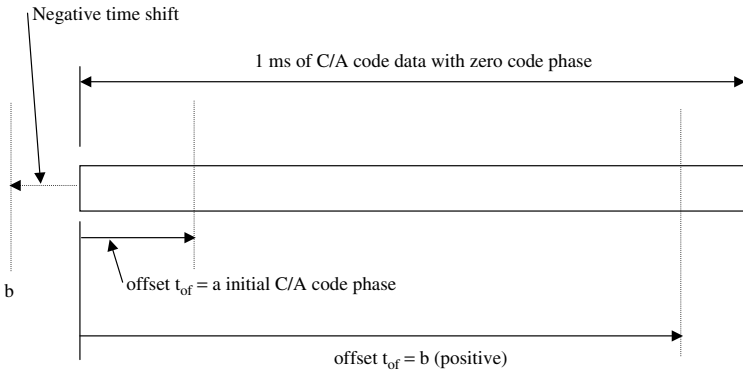 Negative time shift
1 ms of C/A code data with zero code phase
b
offset t_of = a initial C/A code phase
offset t_of = b (positive)